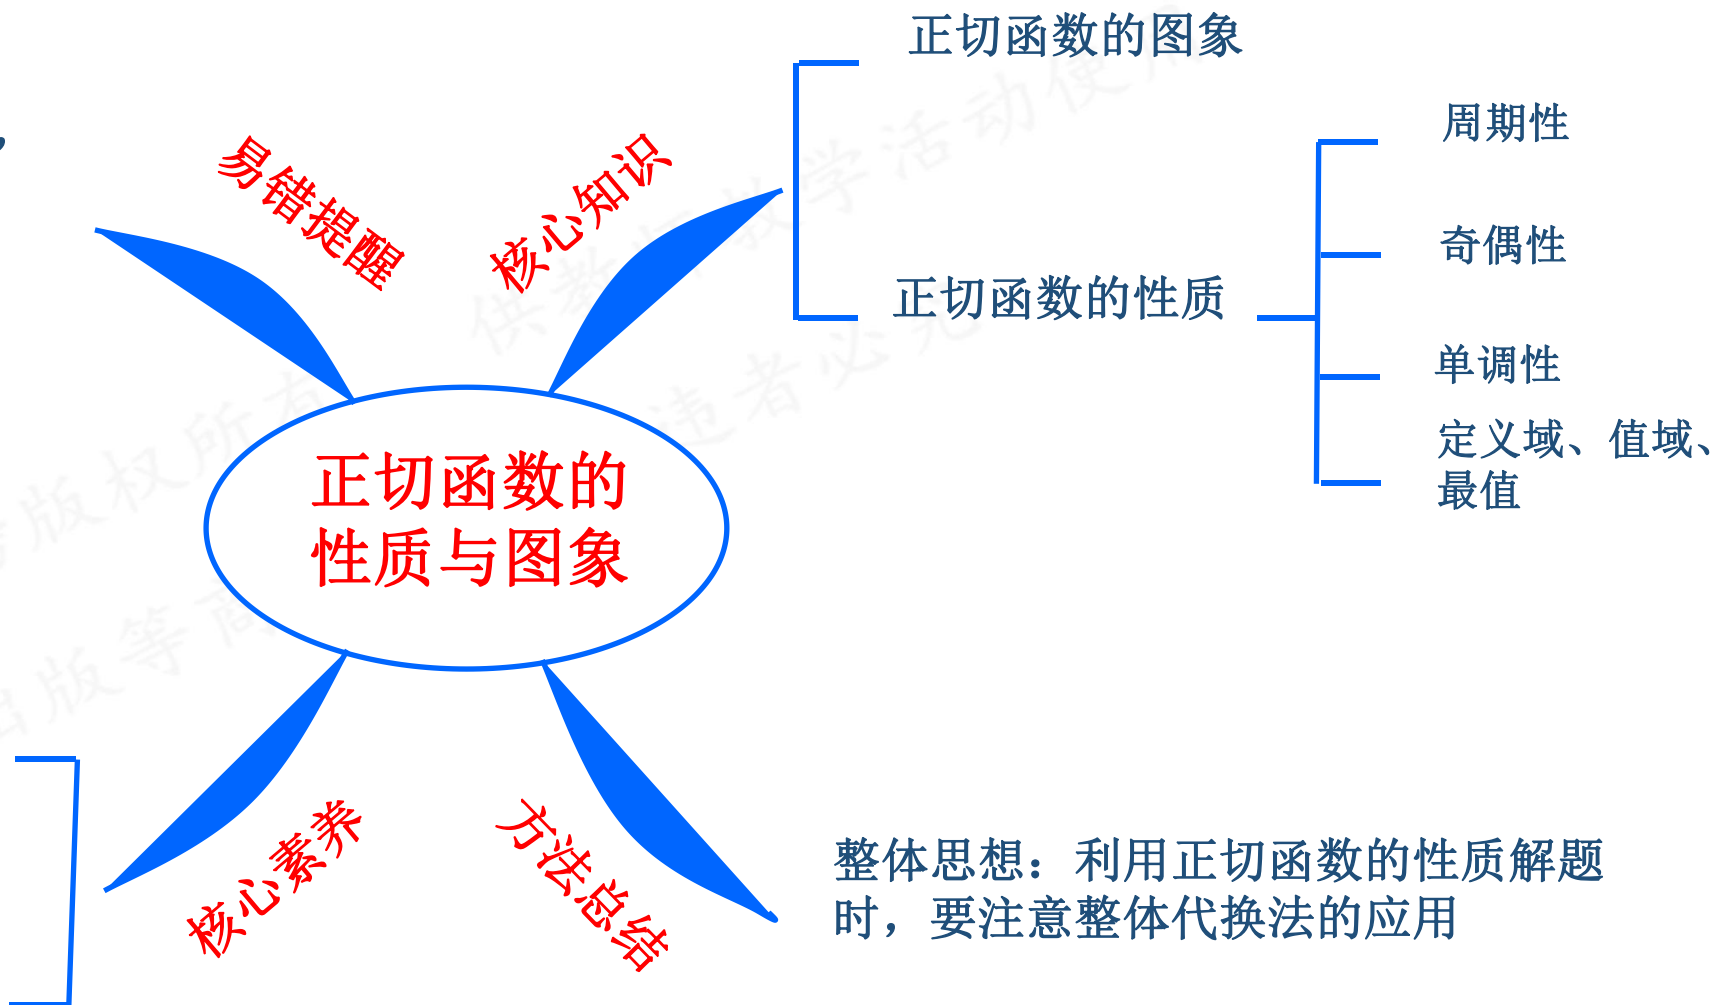 正切函数的图象
周期性
易错提醒
核心知识
奇偶性
正切函数的性质
单调性
定义域、值域、
最值
正切函数的
性质与图象
核心素养
方法总结
整体思想：利用正切函数的性质解题
时，要注意整体代换法的应用